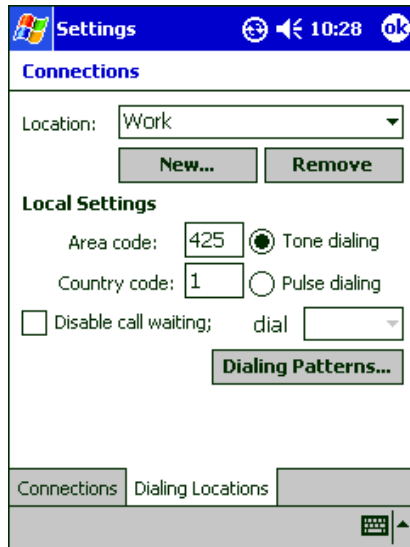 Settings 10:28 ok
Connections
Location: Work
New... Remove
Local Settings
Area code: 425 Tone dialing
Country code: 1 Pulse dialing
Disable call waiting; dial
Dialing Patterns...
Connections Dialing Locations